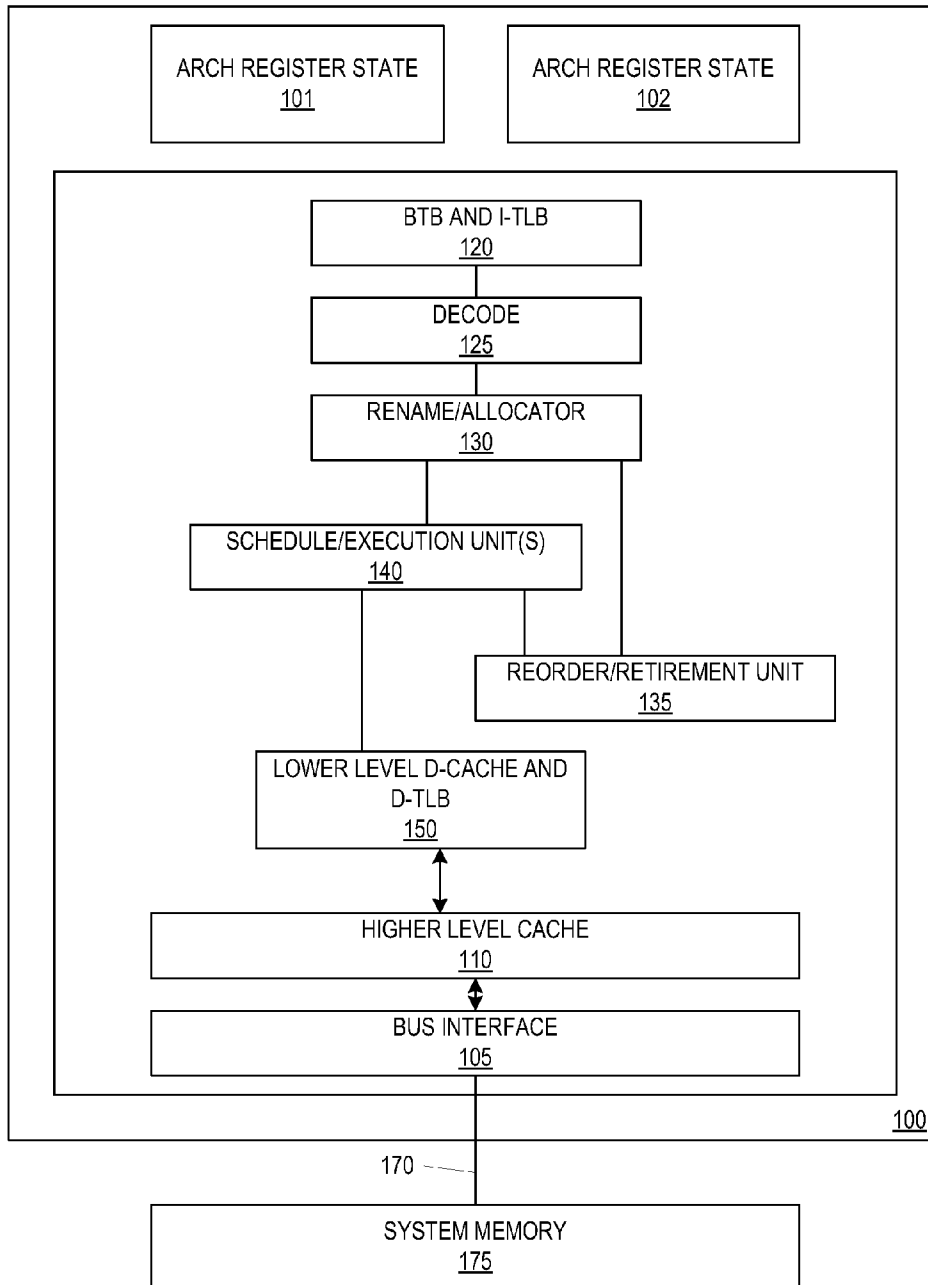 ARCH REGISTER STATE
101
ARCH REGISTER STATE
102
BTB AND I-TLB
120
DECODE
125
RENAME/ALLOCATOR
130
SCHEDULE/EXECUTION UNIT(S)
140
REORDER/RETIREMENT UNIT
135
LOWER LEVEL D-CACHE AND
D-TLB
150
HIGHER LEVEL CACHE
110
BUS INTERFACE
105
100
170
SYSTEM MEMORY
175